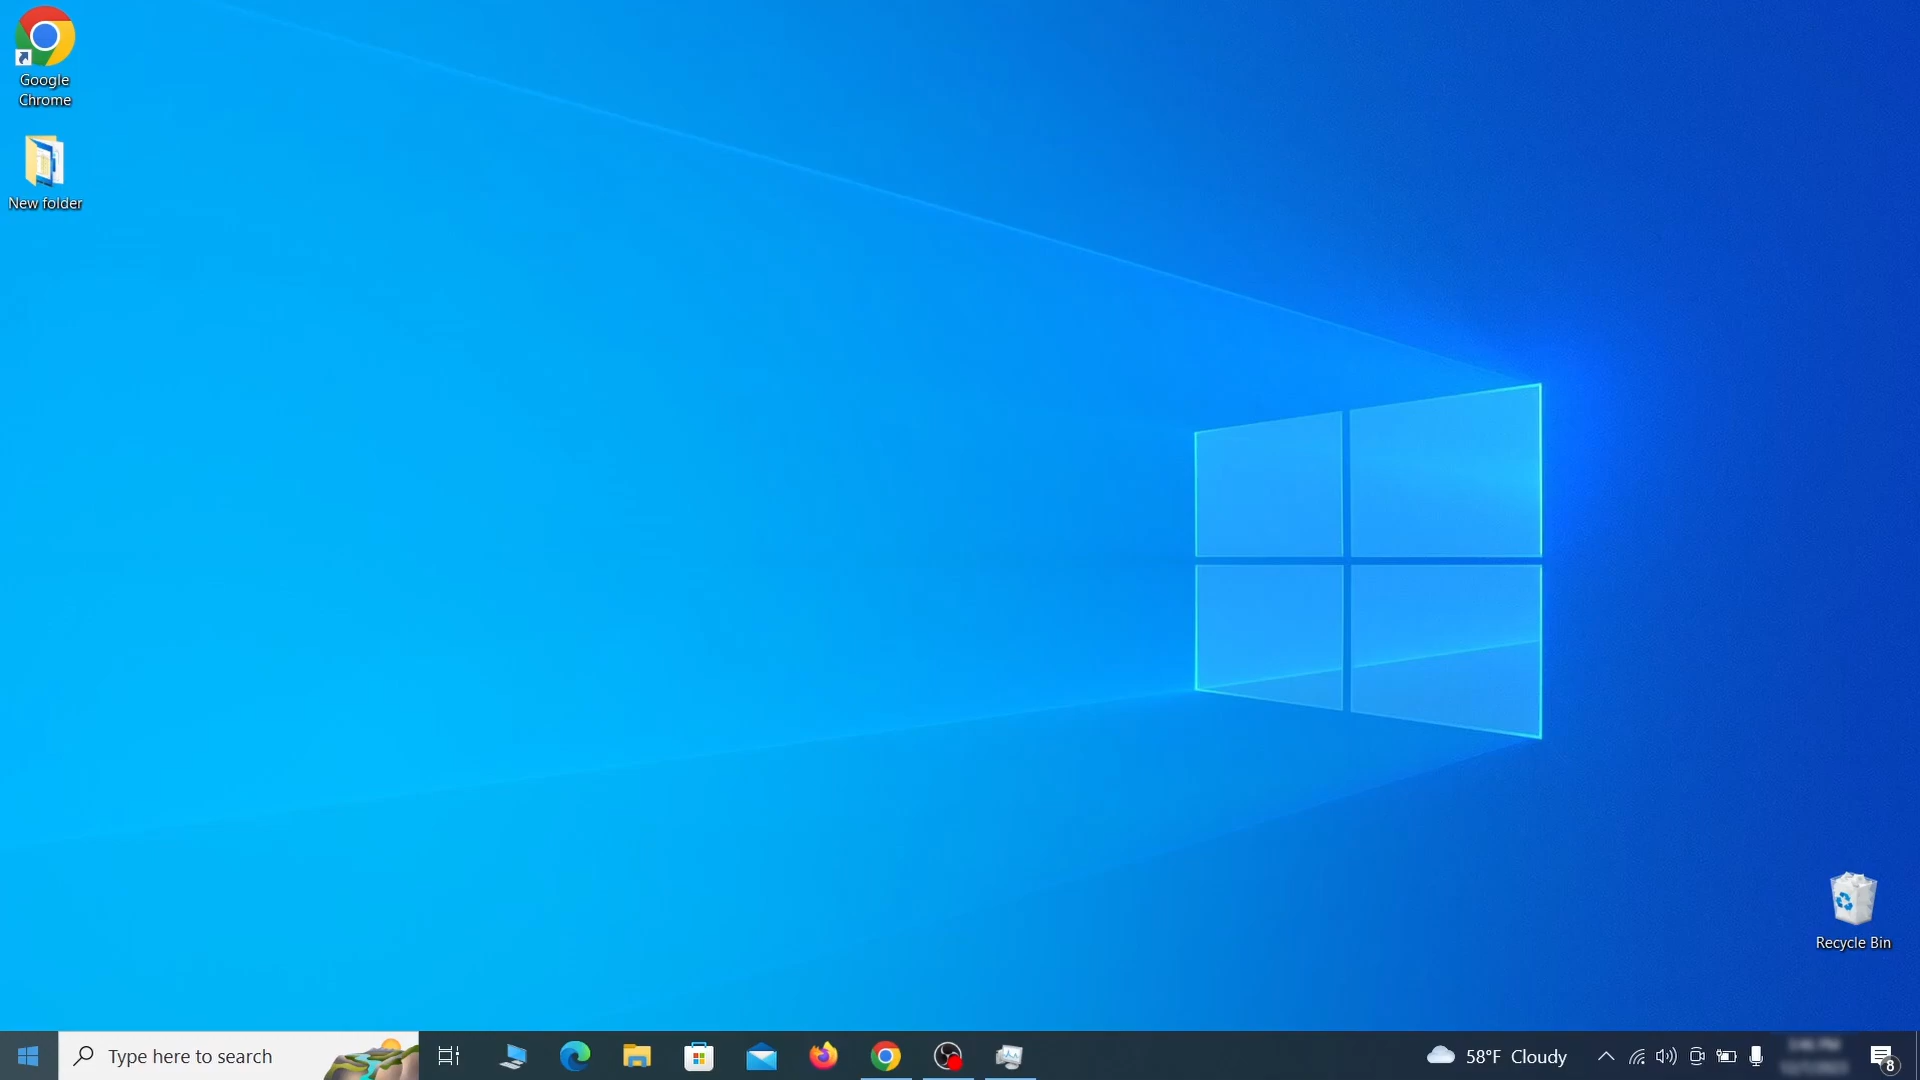 Google
Chrome
New folder
Recycle Bin
Type here to search
58°F Cloudy
8